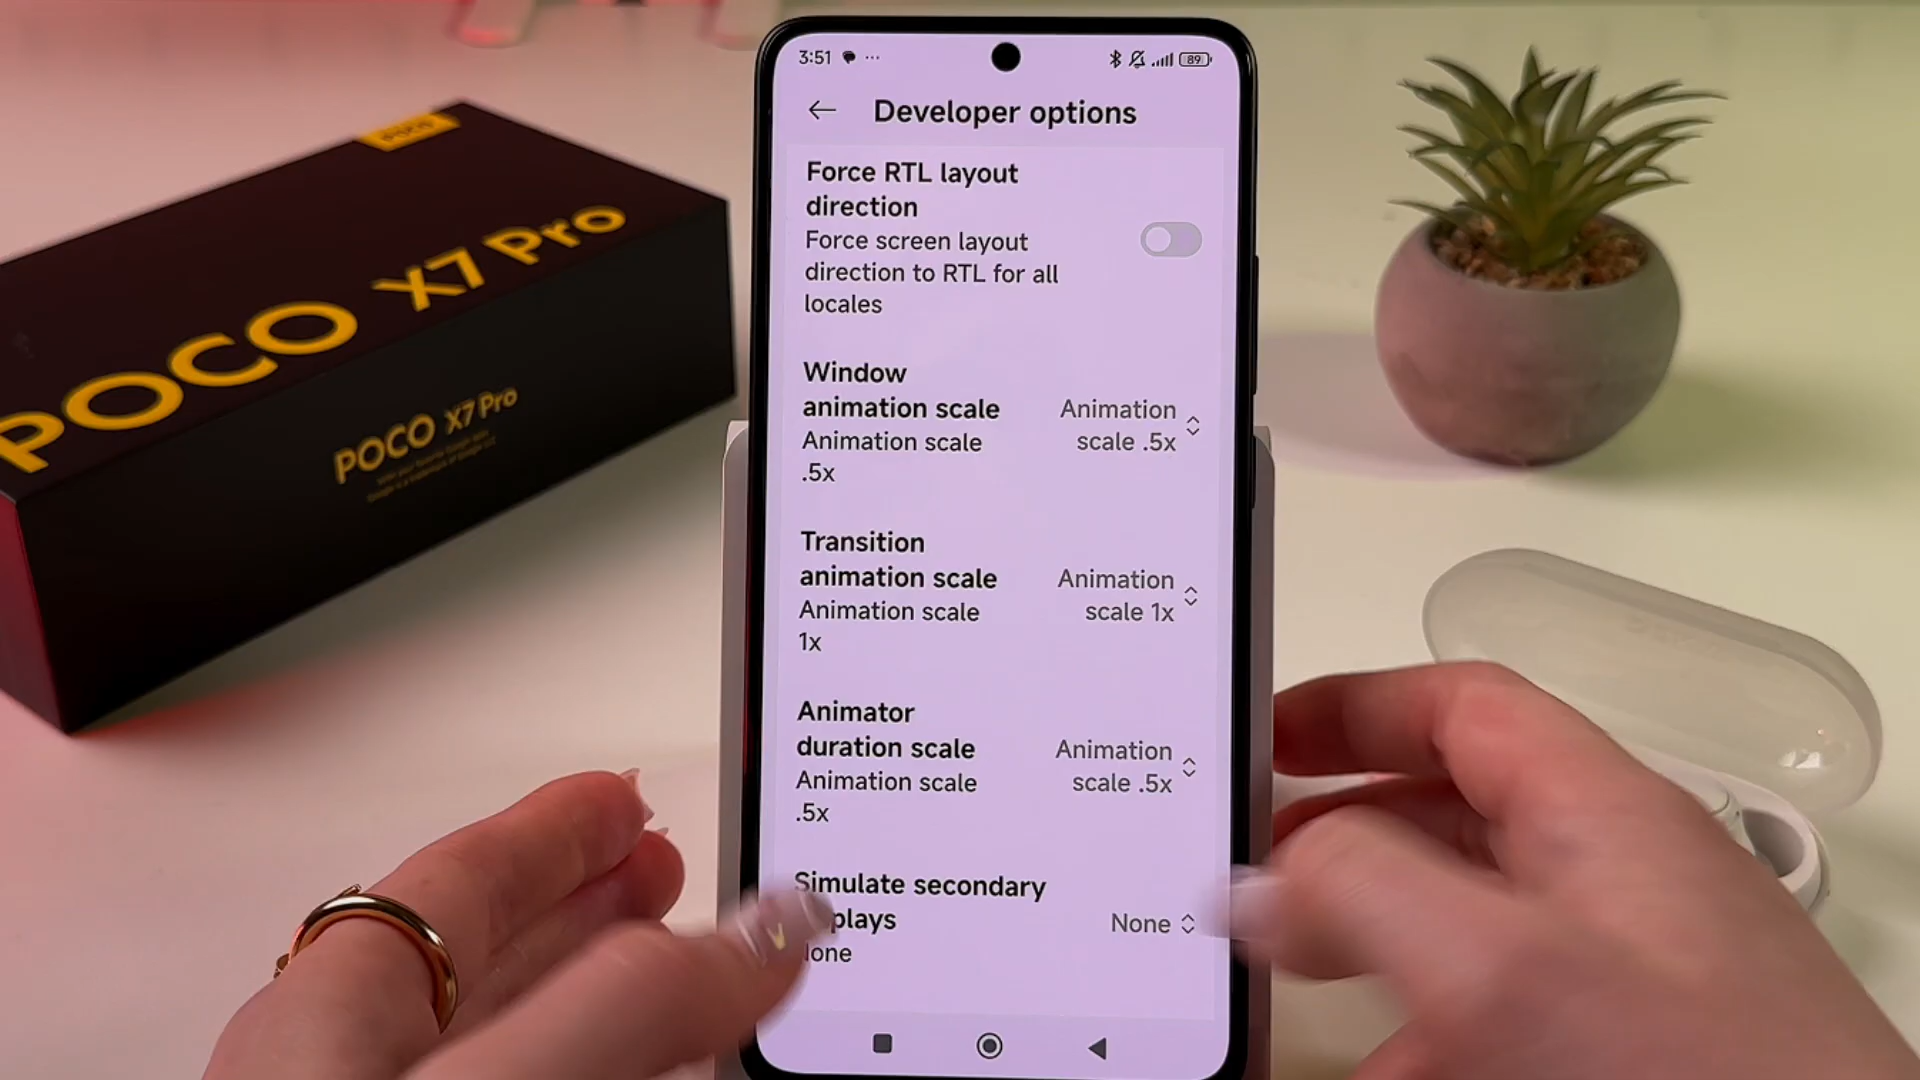 3:51 ... 89
Developer options
Force RTL layout
direction
Force screen layout
direction to RTL for all
locales
Window
animation scale
Animation scale
.5x
Animation
scale .5x
Transition
animation scale
Animation scale
1x
Animation
scale 1x
Animator
duration scale
Animation scale
.5x
Animation
scale .5x
Simulate secondary
plays
None
None
POCO X7 Pro
POCO X7 Pro